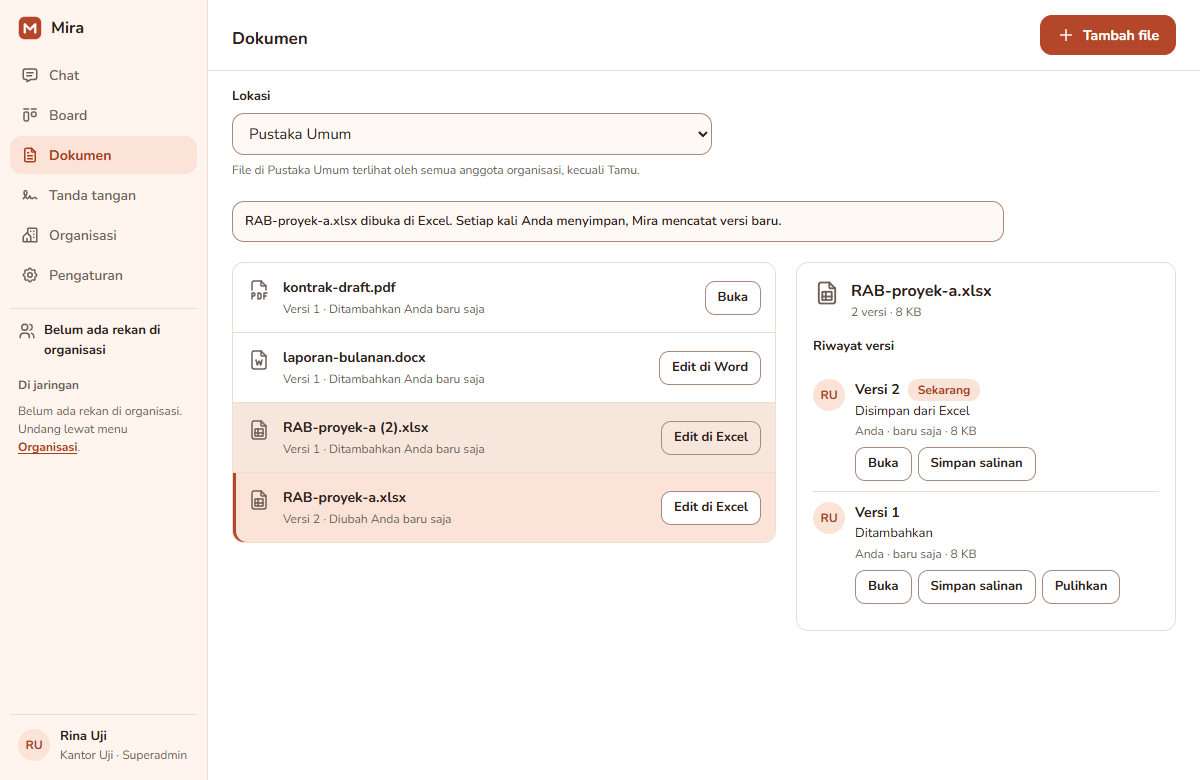 Mira
Chat
Board
Dokumen
Tanda tangan
Organisasi
Pengaturan
Belum ada rekan di
organisasi
Di jaringan
Belum ada rekan di organisasi.
Undang lewat menu
Organisasi.
RU
Rina Uji
Kantor Uji · Superadmin
Dokumen
Tambah file
Lokasi
Pustaka Umum
File di Pustaka Umum terlihat oleh semua anggota organisasi, kecuali Tamu.
RAB-proyek-a.xlsx dibuka di Excel. Setiap kali Anda menyimpan, Mira mencatat versi baru.
PDF
kontrak-draft.pdf
Versi 1 · Ditambahkan Anda baru saja
Buka
W
laporan-bulanan.docx
Versi 1 · Ditambahkan Anda baru saja
Edit di Word
RAB-proyek-a (2).xlsx
Versi 1 · Ditambahkan Anda baru saja
Edit di Excel
RAB-proyek-a.xlsx
Versi 2 · Diubah Anda baru saja
Edit di Excel
RAB-proyek-a.xlsx
2 versi · 8 KB
Riwayat versi
RU
Versi 2 Sekarang
Disimpan dari Excel
Anda · baru saja · 8 KB
Buka Simpan salinan
RU
Versi 1
Ditambahkan
Anda · baru saja · 8 KB
Buka Simpan salinan Pulihkan